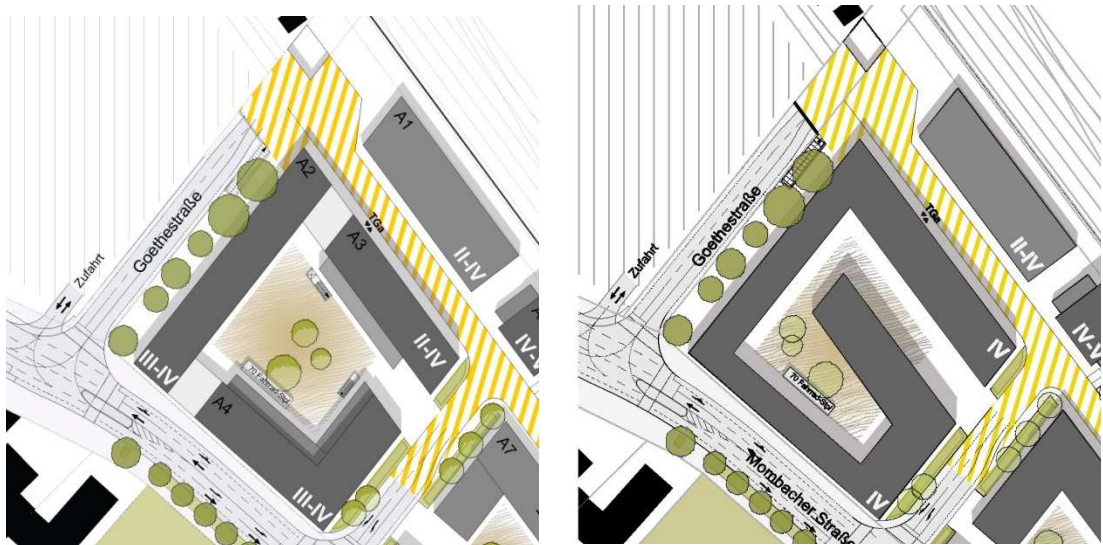 A1
A2
Goethestraße
TGa
A3
II-IV
Zufahrt
III-IV
II-IV
70 Fahrrad-Stpl
A4
A7
III-IV
Goethestraße
TGa
II-IV
Zufahrt
IV
70 Fahrrad-Stpl
Mombacher Straße
IV